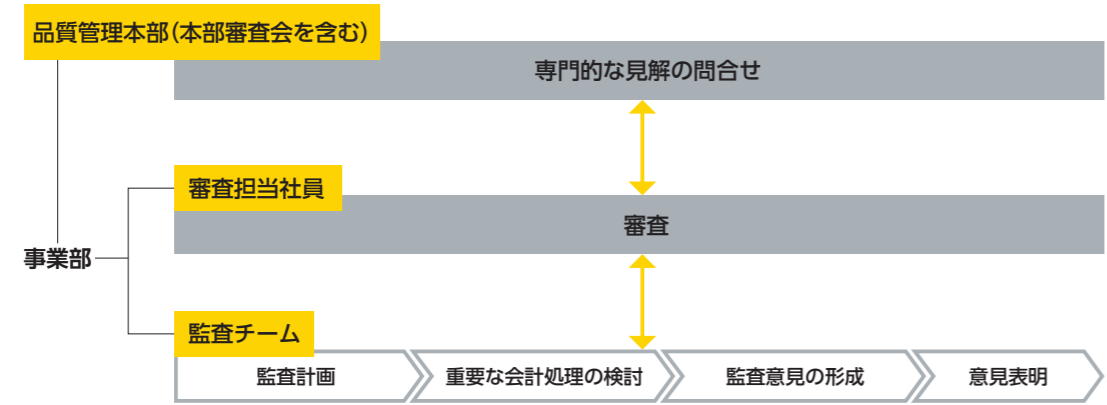 品質管理本部（本部審査会を含む）
専門的な見解の問合せ
審査担当社員
審査
事業部
監査チーム
監査計画
重要な会計処理の検討
監査意見の形成
意見表明